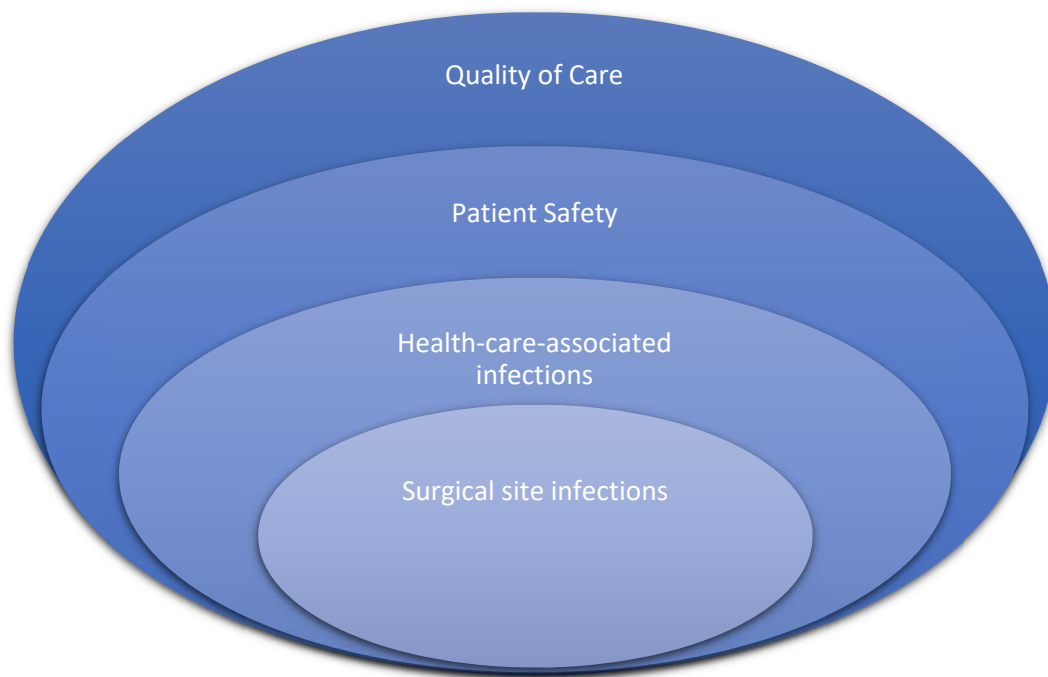 Quality of Care
Patient Safety
Health-care-associated
infections
Surgical site infections